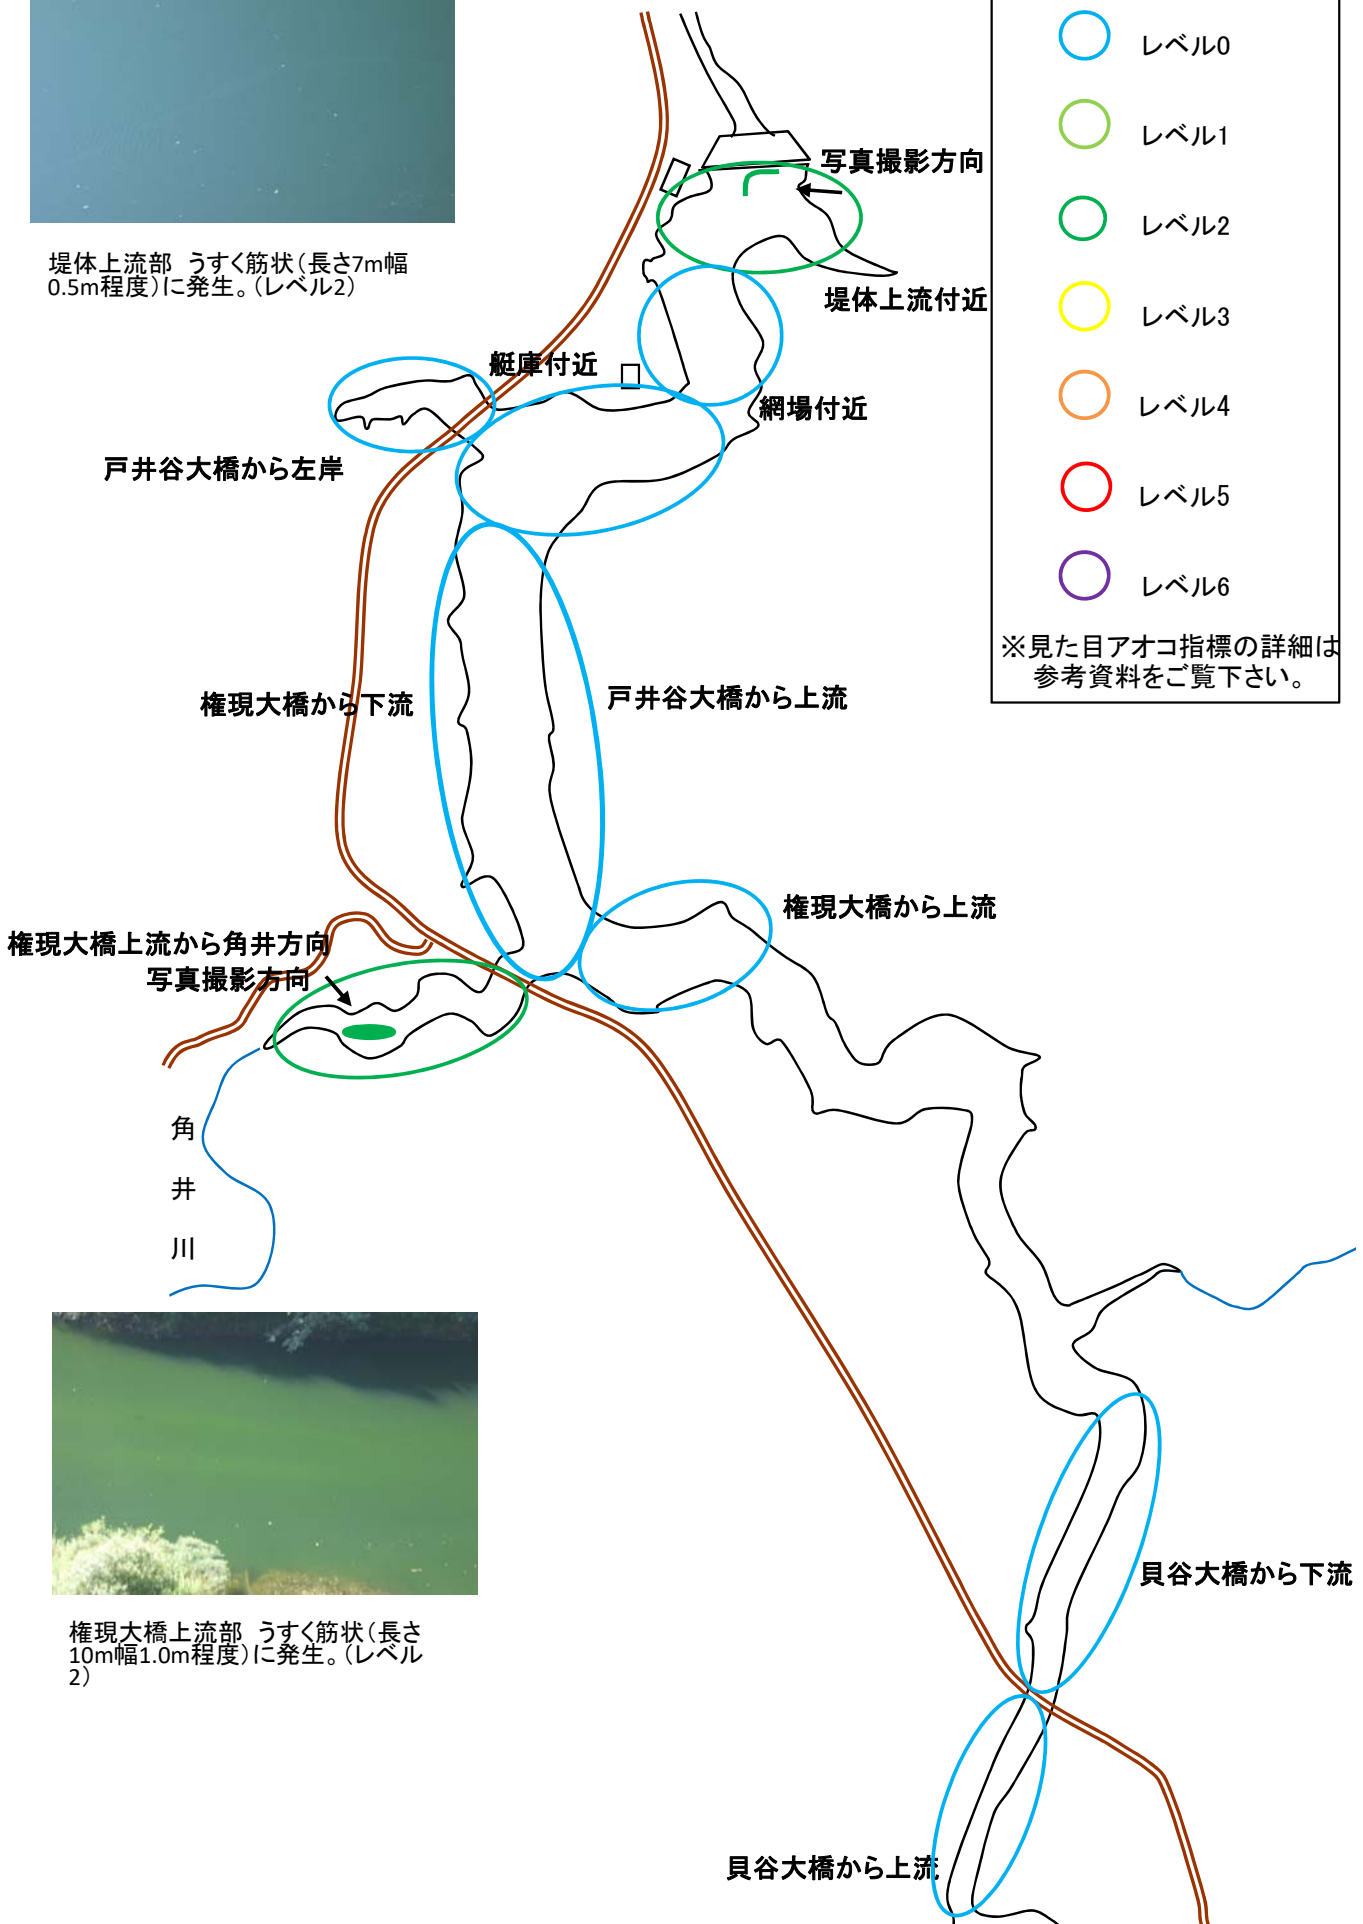 レベル0
レベル1
レベル2
レベル3
レベル4
レベル5
レベル6
※見た目アオコ指標の詳細は
参考資料をご覧下さい。
写真撮影方向
堤体上流部　うすく筋状（長さ7m幅
0.5m程度）に発生。（レベル2）
堤体上流付近
艇庫付近
網場付近
戸井谷大橋から左岸
権現大橋から下流
戸井谷大橋から上流
権現大橋から上流
権現大橋上流から角井方向
写真撮影方向
角
井
川
権現大橋上流部　うすく筋状（長さ
10m幅1.0m程度）に発生。（レベル
2）
貝谷大橋から下流
貝谷大橋から上流